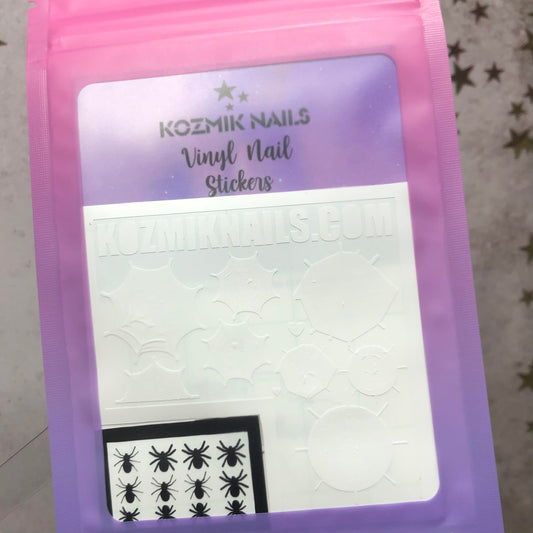 KOZMIK NAILS
Vinyl Nail
Stickers
KOZMIKNAILS.COM